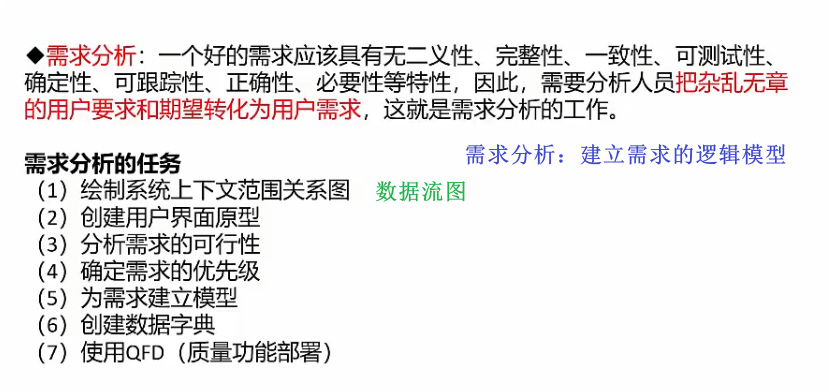 ◆需求分析：一个好的需求应该具有无二义性、完整性、一致性、可测试性、
确定性、可跟踪性、正确性、必要性等特性，因此，需要分析人员把杂乱无章
的用户要求和期望转化为用户需求，这就是需求分析的工作。
需求分析：建立需求的逻辑模型
需求分析的任务
（1）绘制系统上下文范围关系图 数据流图
（2）创建用户界面原型
（3）分析需求的可行性
（4）确定需求的优先级
（5）为需求建立模型
（6）创建数据字典
（7）使用QFD（质量功能部署）